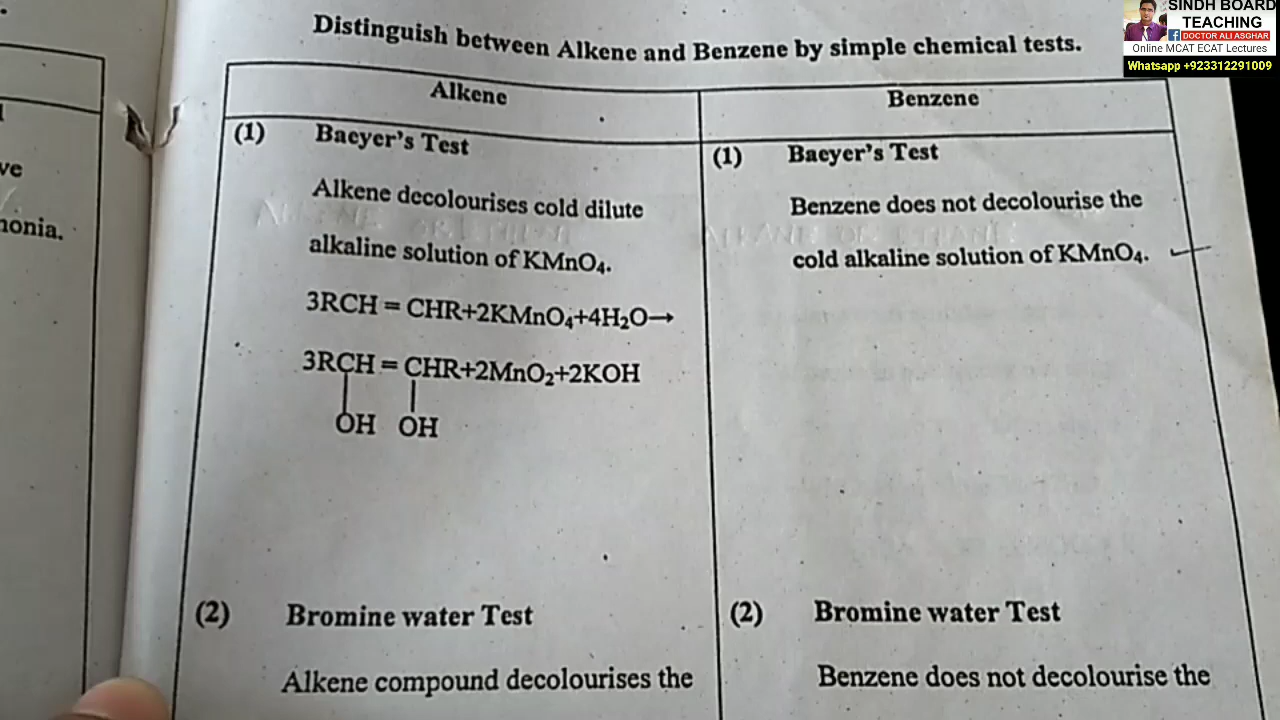 SINDH BOARD
TEACHING
DOCTOR ALI ASGHAR
Online MCAT ECAT Lectures
Whatsapp +923312291009
Distinguish between Alkene and Benzene by simple chemical tests.
Alkene
(1) Baeyer's Test
Alkene decolourises cold dilute
alkaline solution of KMnO₄.
3RCH = CHR+2KMnO₄+4H₂O→
3RCH = CHR+2MnO₂+2KOH
OH OH
(2) Bromine water Test
Alkene compound decolourises the
Benzene
(1) Baeyer's Test
Benzene does not decolourise the
cold alkaline solution of KMnO₄.
(2) Bromine water Test
Benzene does not decolourise the
ve
onia.